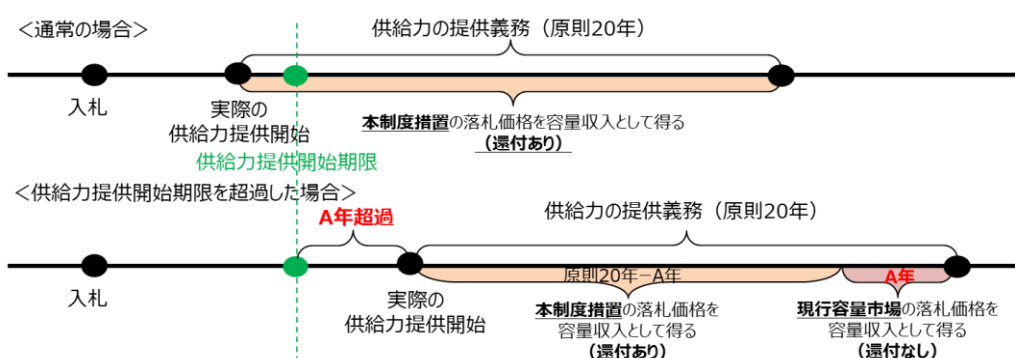 ＜通常の場合＞
供給力の提供義務（原則20年）
入札
実際の
供給力提供開始
本制度措置の落札価格を容量収入として得る
（還付あり）
供給力提供開始期限
＜供給力提供開始期限を超過した場合＞
A年超過
供給力の提供義務（原則20年）
入札
実際の
供給力提供開始
原則20年－A年
本制度措置の落札価格を
容量収入として得る
（還付あり）
A年
現行容量市場の落札価格を
容量収入として得る
（還付なし）